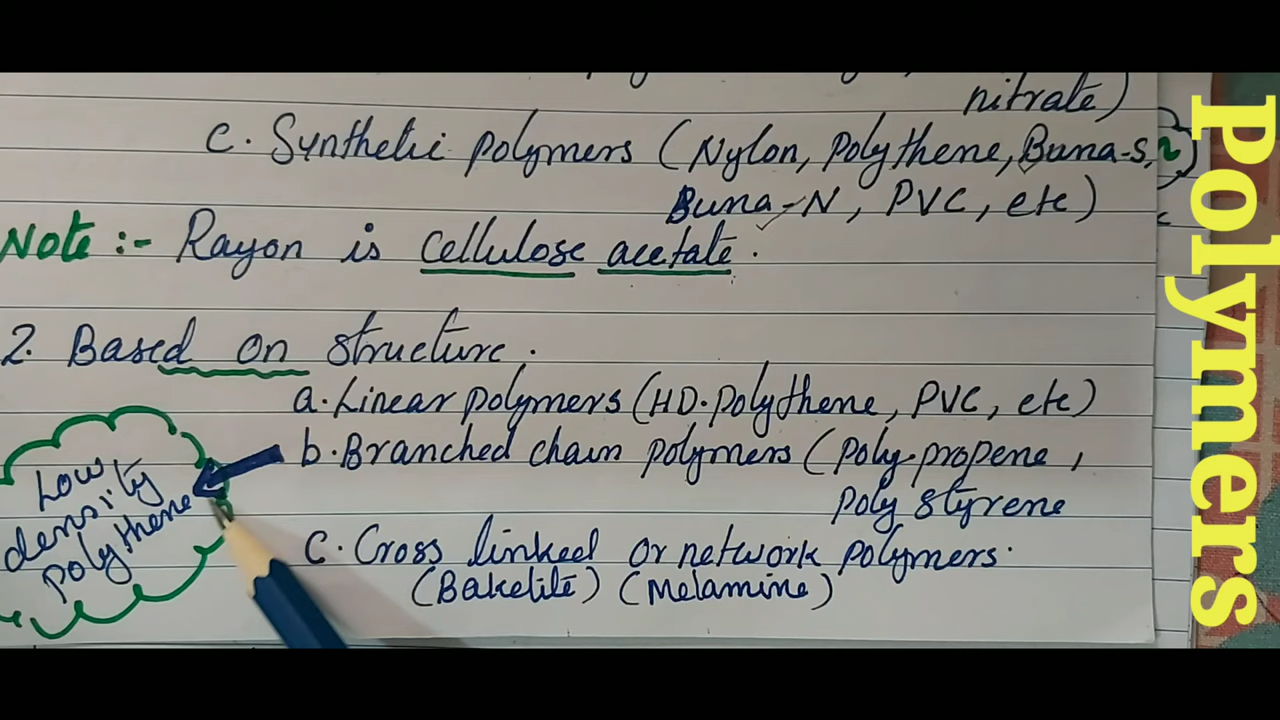 nitrate)
c. Synthetic polymers (Nylon, polythene, Buna-S,
Buna-N, PVC, etc)
Note :- Rayon is cellulose acetate.
2. Based on structure.
a. Linear polymers (HD. polythene, PVC, etc)
b. Branched chain polymers (Poly-propene,
Poly styrene
Low
density
polythene
c. Cross linked or network polymers.
(Bakelite) (Melamine)
Polymers